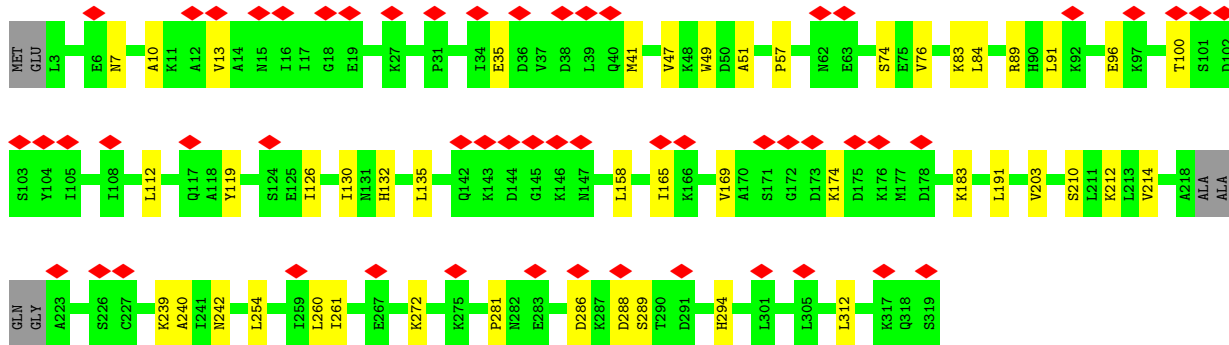 MET GLU L3 E6 N7 A10 K11 A12 V13 A14 N15 I16 I17 G18 E19 K27 P31 I34 E35 D36 V37 D38 L39 Q40 M41 V47 K48 W49 D50 A51 P57 N62 E63 S74 E75 V76 K83 L84 R89 H90 L91 K92 E96 K97 T100 S101 D102
S103 Y104 I105 I108 L112 Q117 A118 Y119 S124 E125 I126 I130 N131 H132 L135 Q142 K143 D144 G145 K146 N147 L158 I165 K166 V169 A170 S171 G172 D173 K174 D175 K176 M177 D178 K183 L191 V203 S210 L211 K212 L213 V214 A218 ALA ALA
GLN GLY A223 S226 C227 K239 A240 I241 N242 L254 I259 L260 I261 E267 K272 K275 P281 N282 E283 D286 K287 D288 S289 T290 D291 H294 L301 L305 L312 K317 Q318 S319